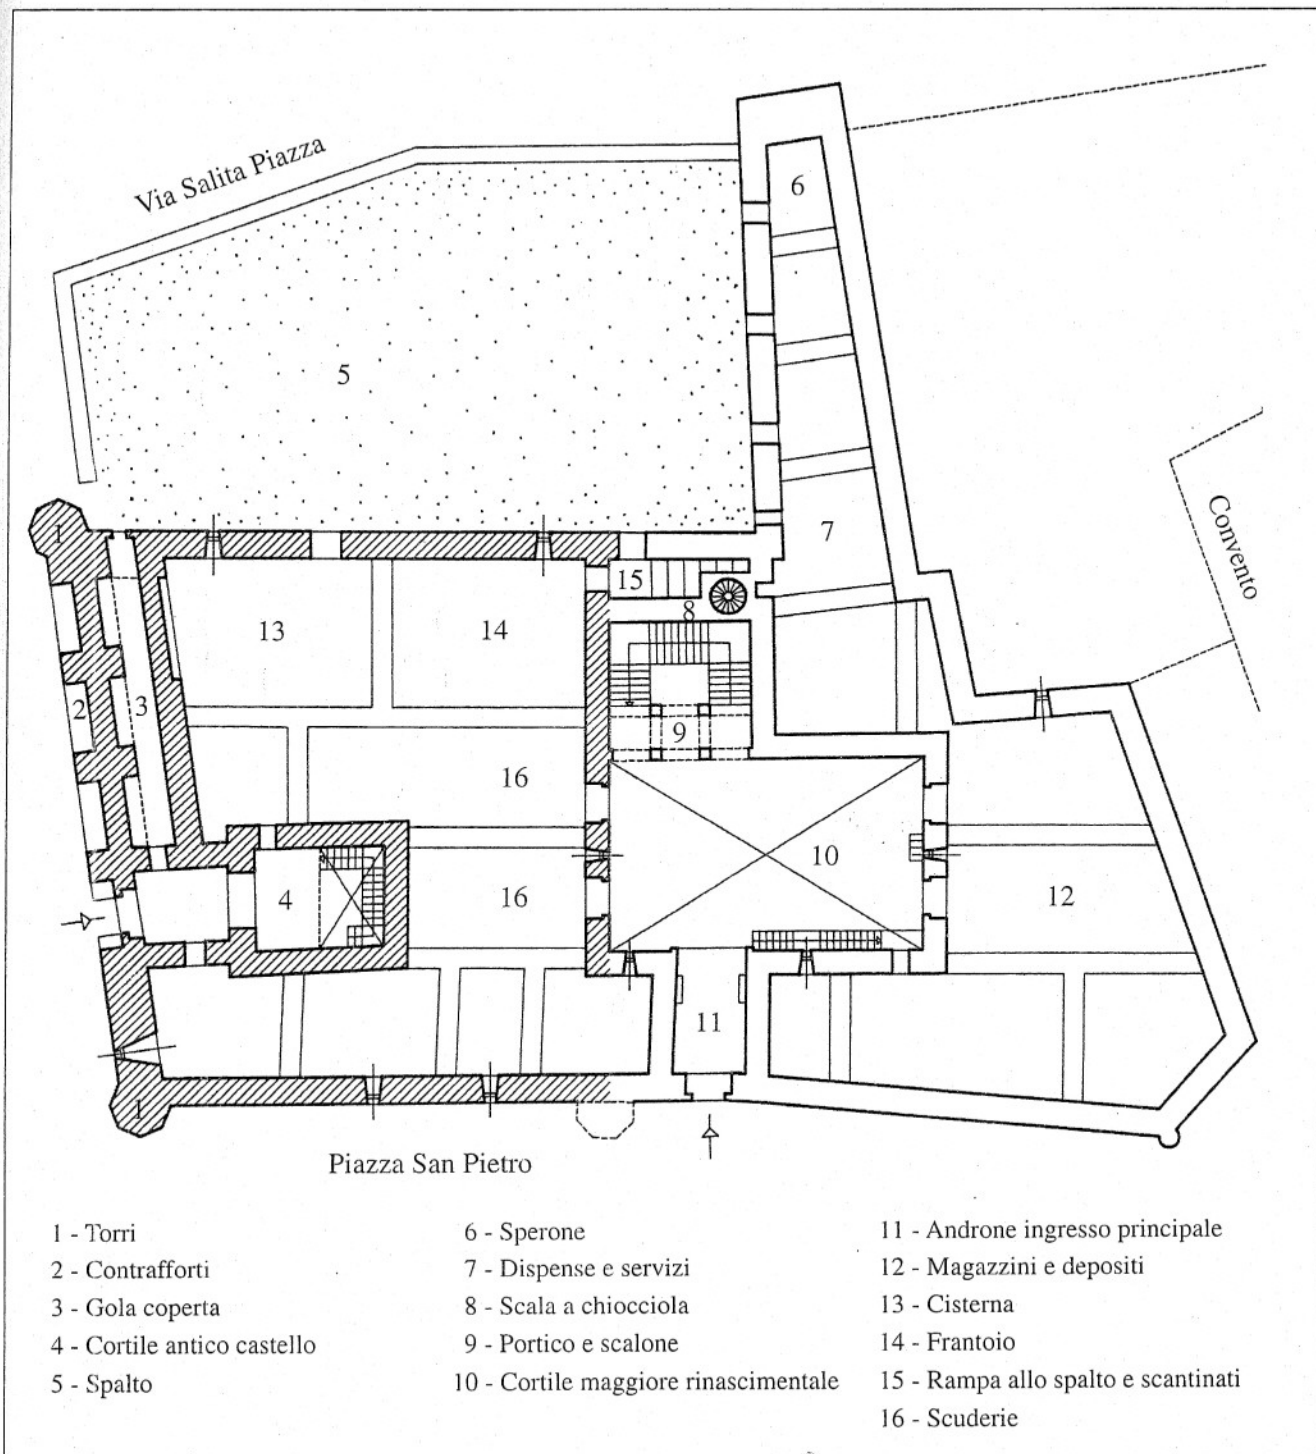 Via Salita Piazza
6
5
1
7
Convento
15
8
13
14
2
3
9
16
10
4
16
12
11
1
Piazza San Pietro
1 - Torri
2 - Contrafforti
3 - Gola coperta
4 - Cortile antico castello
5 - Spalto
6 - Sperone
7 - Dispense e servizi
8 - Scala a chiocciola
9 - Portico e scalone
10 - Cortile maggiore rinascimentale
11 - Androne ingresso principale
12 - Magazzini e depositi
13 - Cisterna
14 - Frantoio
15 - Rampa allo spalto e scantinati
16 - Scuderie